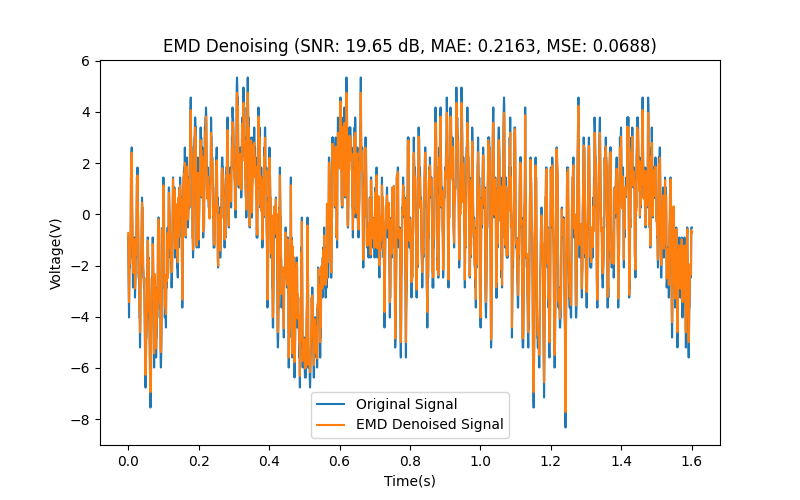 EMD Denoising (SNR: 19.65 dB, MAE: 0.2163, MSE: 0.0688)
6
4
2
0
−2
−4
−6
−8
Voltage(V)
Original Signal
EMD Denoised Signal
0.0 0.2 0.4 0.6 0.8 1.0 1.2 1.4 1.6
Time(s)